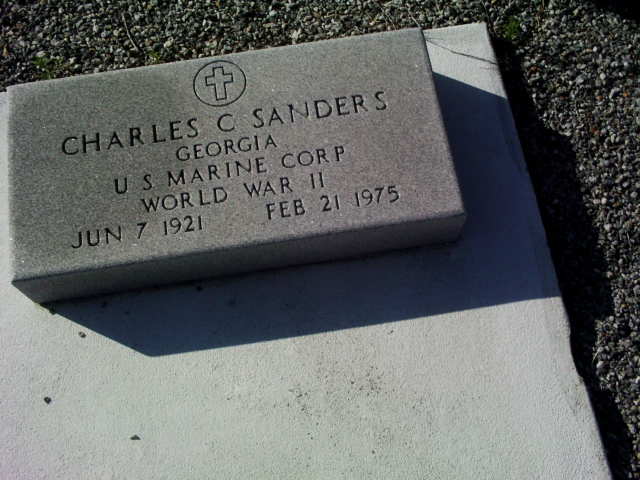 CHARLES C SANDERS
GEORGIA
U S MARINE CORP
WORLD WAR II
JUN 7 1921 FEB 21 1975